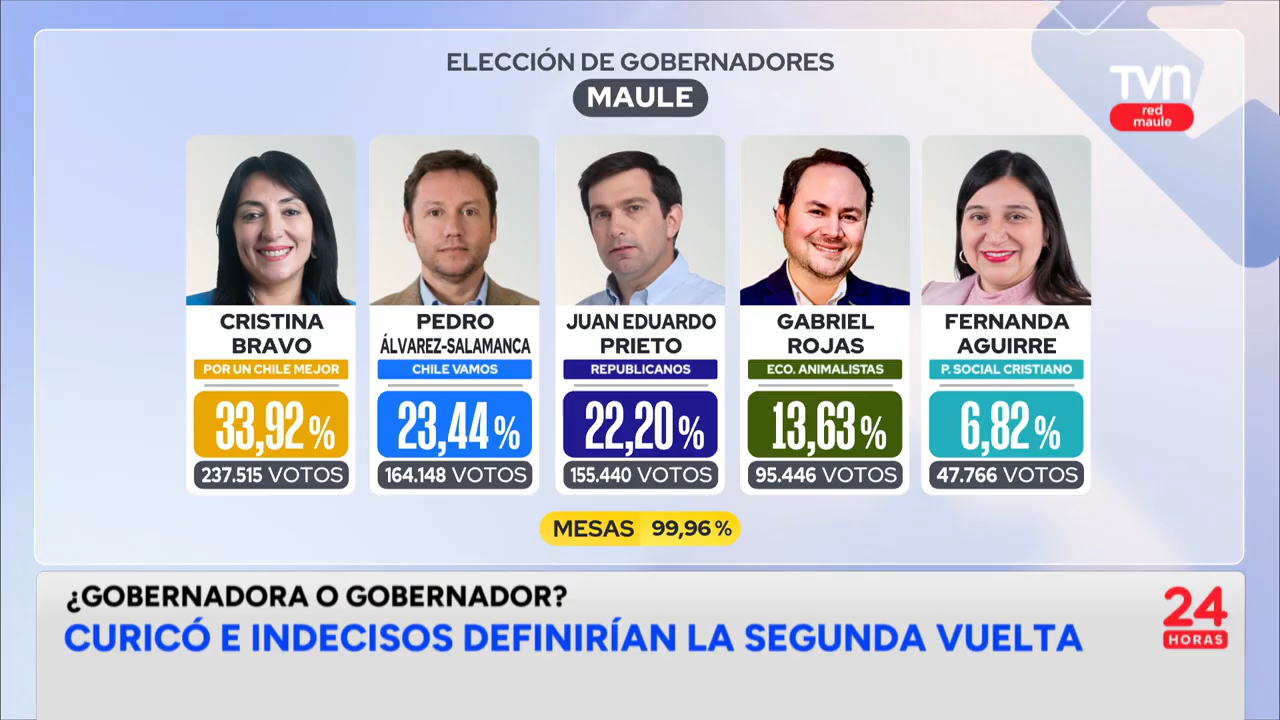 ELECCIÓN DE GOBERNADORES
MAULE
TVN
red
maule
CRISTINA
BRAVO
POR UN CHILE MEJOR
33,92%
237.515 VOTOS
PEDRO
ÁLVAREZ-SALAMANCA
CHILE VAMOS
23,44%
164.148 VOTOS
JUAN EDUARDO
PRIETO
REPUBLICANOS
22,20%
155.440 VOTOS
GABRIEL
ROJAS
ECO. ANIMALISTAS
13,63%
95.446 VOTOS
FERNANDA
AGUIRRE
P. SOCIAL CRISTIANO
6,82%
47.766 VOTOS
MESAS 99,96%
¿GOBERNADORA O GOBERNADOR?
CURICÓ E INDECISOS DEFINIRÍAN LA SEGUNDA VUELTA
24
HORAS